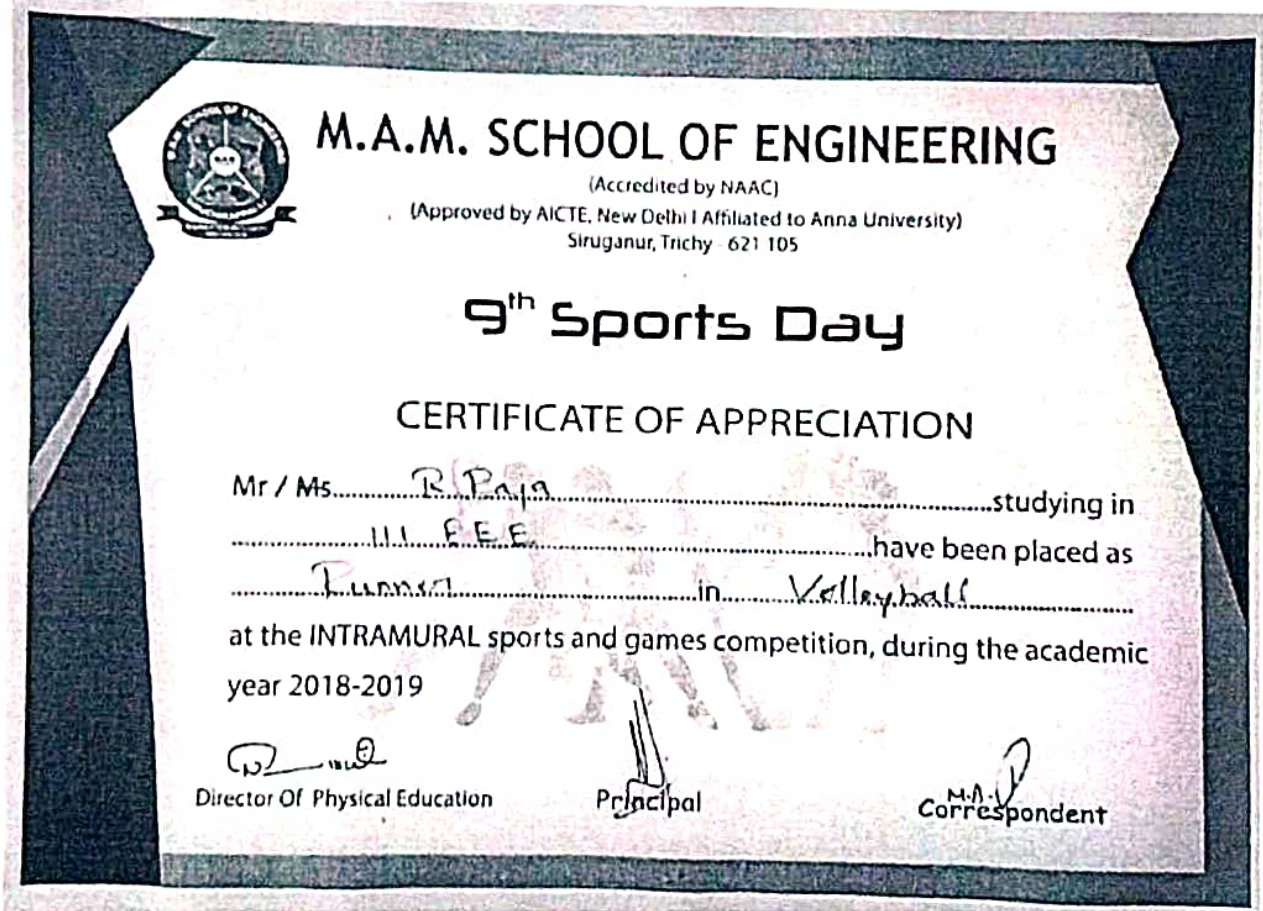 M.A.M. SCHOOL OF ENGINEERING
(Accredited by NAAC)
(Approved by AICTE, New Delhi I Affiliated to Anna University)
Siruganur, Trichy - 621 105
9th Sports Day
CERTIFICATE OF APPRECIATION
Mr / Ms. R. Raja studying in
III EEE have been placed as
Runner in Volleyball
at the INTRAMURAL sports and games competition, during the academic
year 2018-2019
Director Of Physical Education Principal M.A. Correspondent